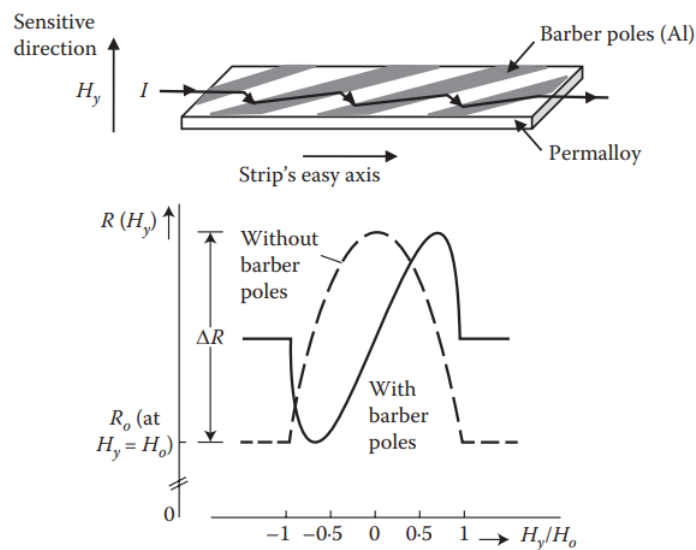 Sensitive
direction
Barber poles (Al)
H_y
I
Permalloy
Strip's easy axis
R (H_y)
Without
barber
poles
ΔR
With
barber
poles
R_o (at
H_y = H_o)
0
−1 −0·5 0 0·5 1 H_y/H_o